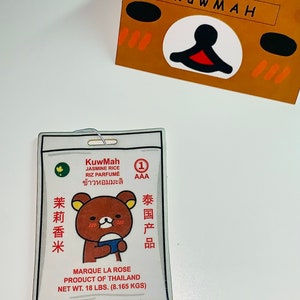 KuwMaH
KuwMah
JASMINE RICE
RIZ PARFUMÉ
ข้าวหอมมะลิ
1
AAA
茉莉香米
泰国产品
MARQUE LA ROSE
PRODUCT OF THAILAND
NET WT. 18 LBS. (8.165 KGS)